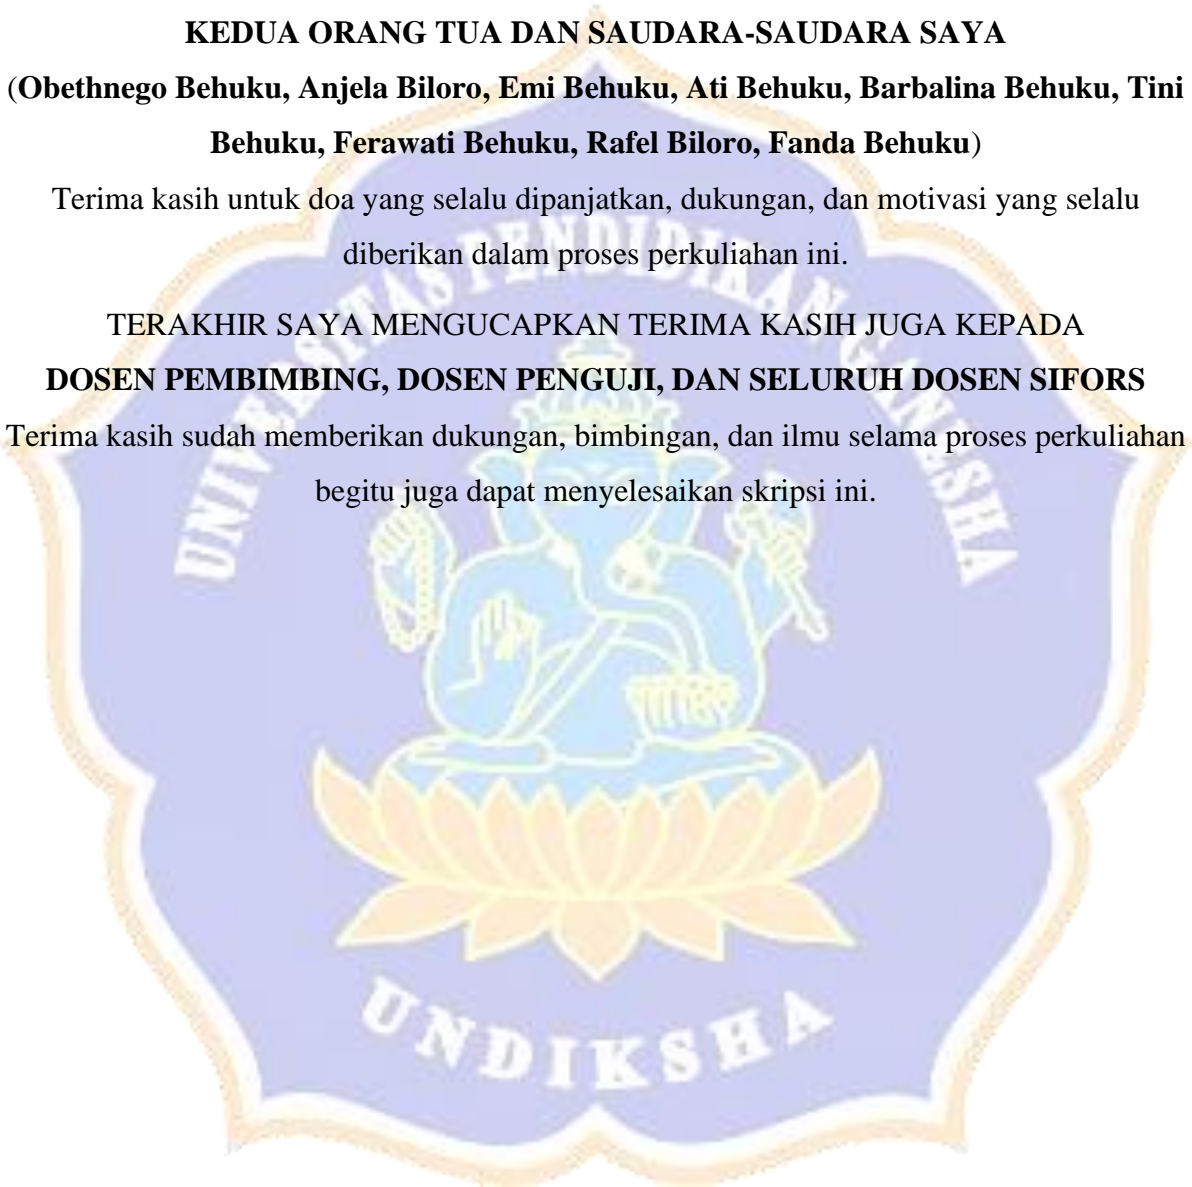 KEDUA ORANG TUA DAN SAUDARA-SAUDARA SAYA
(Obethnego Behuku, Anjela Biloro, Emi Behuku, Ati Behuku, Barbalina Behuku, Tini
Behuku, Ferawati Behuku, Rafel Biloro, Fanda Behuku)
Terima kasih untuk doa yang selalu dipanjatkan, dukungan, dan motivasi yang selalu
diberikan dalam proses perkuliahan ini.
TERAKHIR SAYA MENGUCAPKAN TERIMA KASIH JUGA KEPADA
DOSEN PEMBIMBING, DOSEN PENGUJI, DAN SELURUH DOSEN SIFORS
Terima kasih sudah memberikan dukungan, bimbingan, dan ilmu selama proses perkuliahan
begitu juga dapat menyelesaikan skripsi ini.
UNIVERSITAS PENDIDIKAN GANESHA
UNDIKSHA